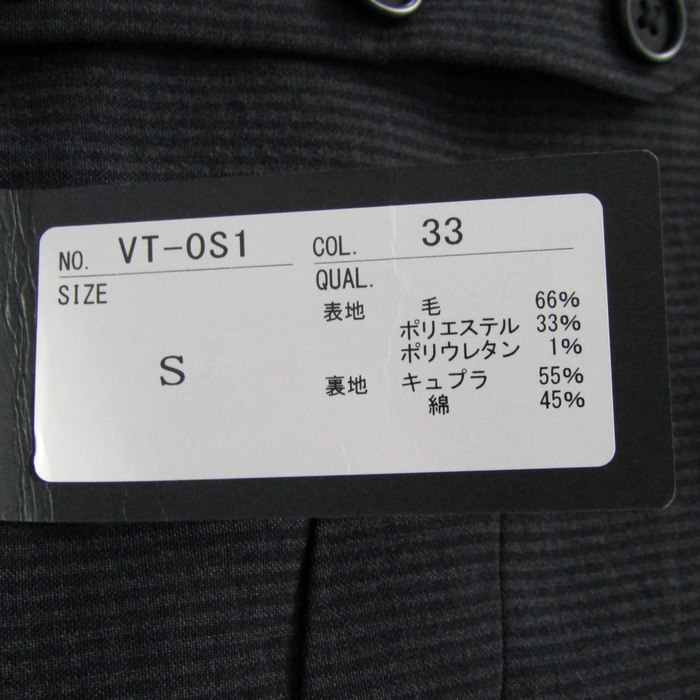 NO. VT-0S1 COL. 33
SIZE QUAL.
表地 毛 66%
ポリエステル 33%
ポリウレタン 1%
S
裏地 キュプラ 55%
綿 45%